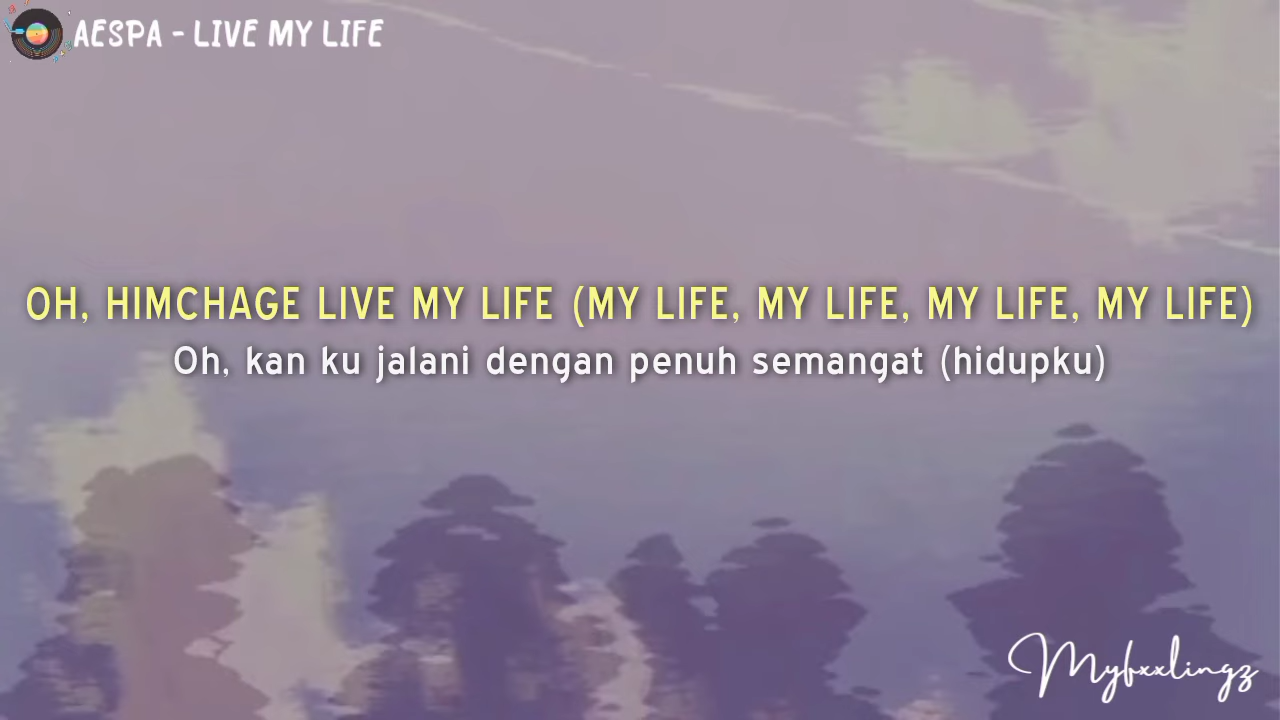 AESPA - LIVE MY LIFE
OH, HIMCHAGE LIVE MY LIFE (MY LIFE, MY LIFE, MY LIFE, MY LIFE)
Oh, kan ku jalani dengan penuh semangat (hidupku)
Myfxxlingz